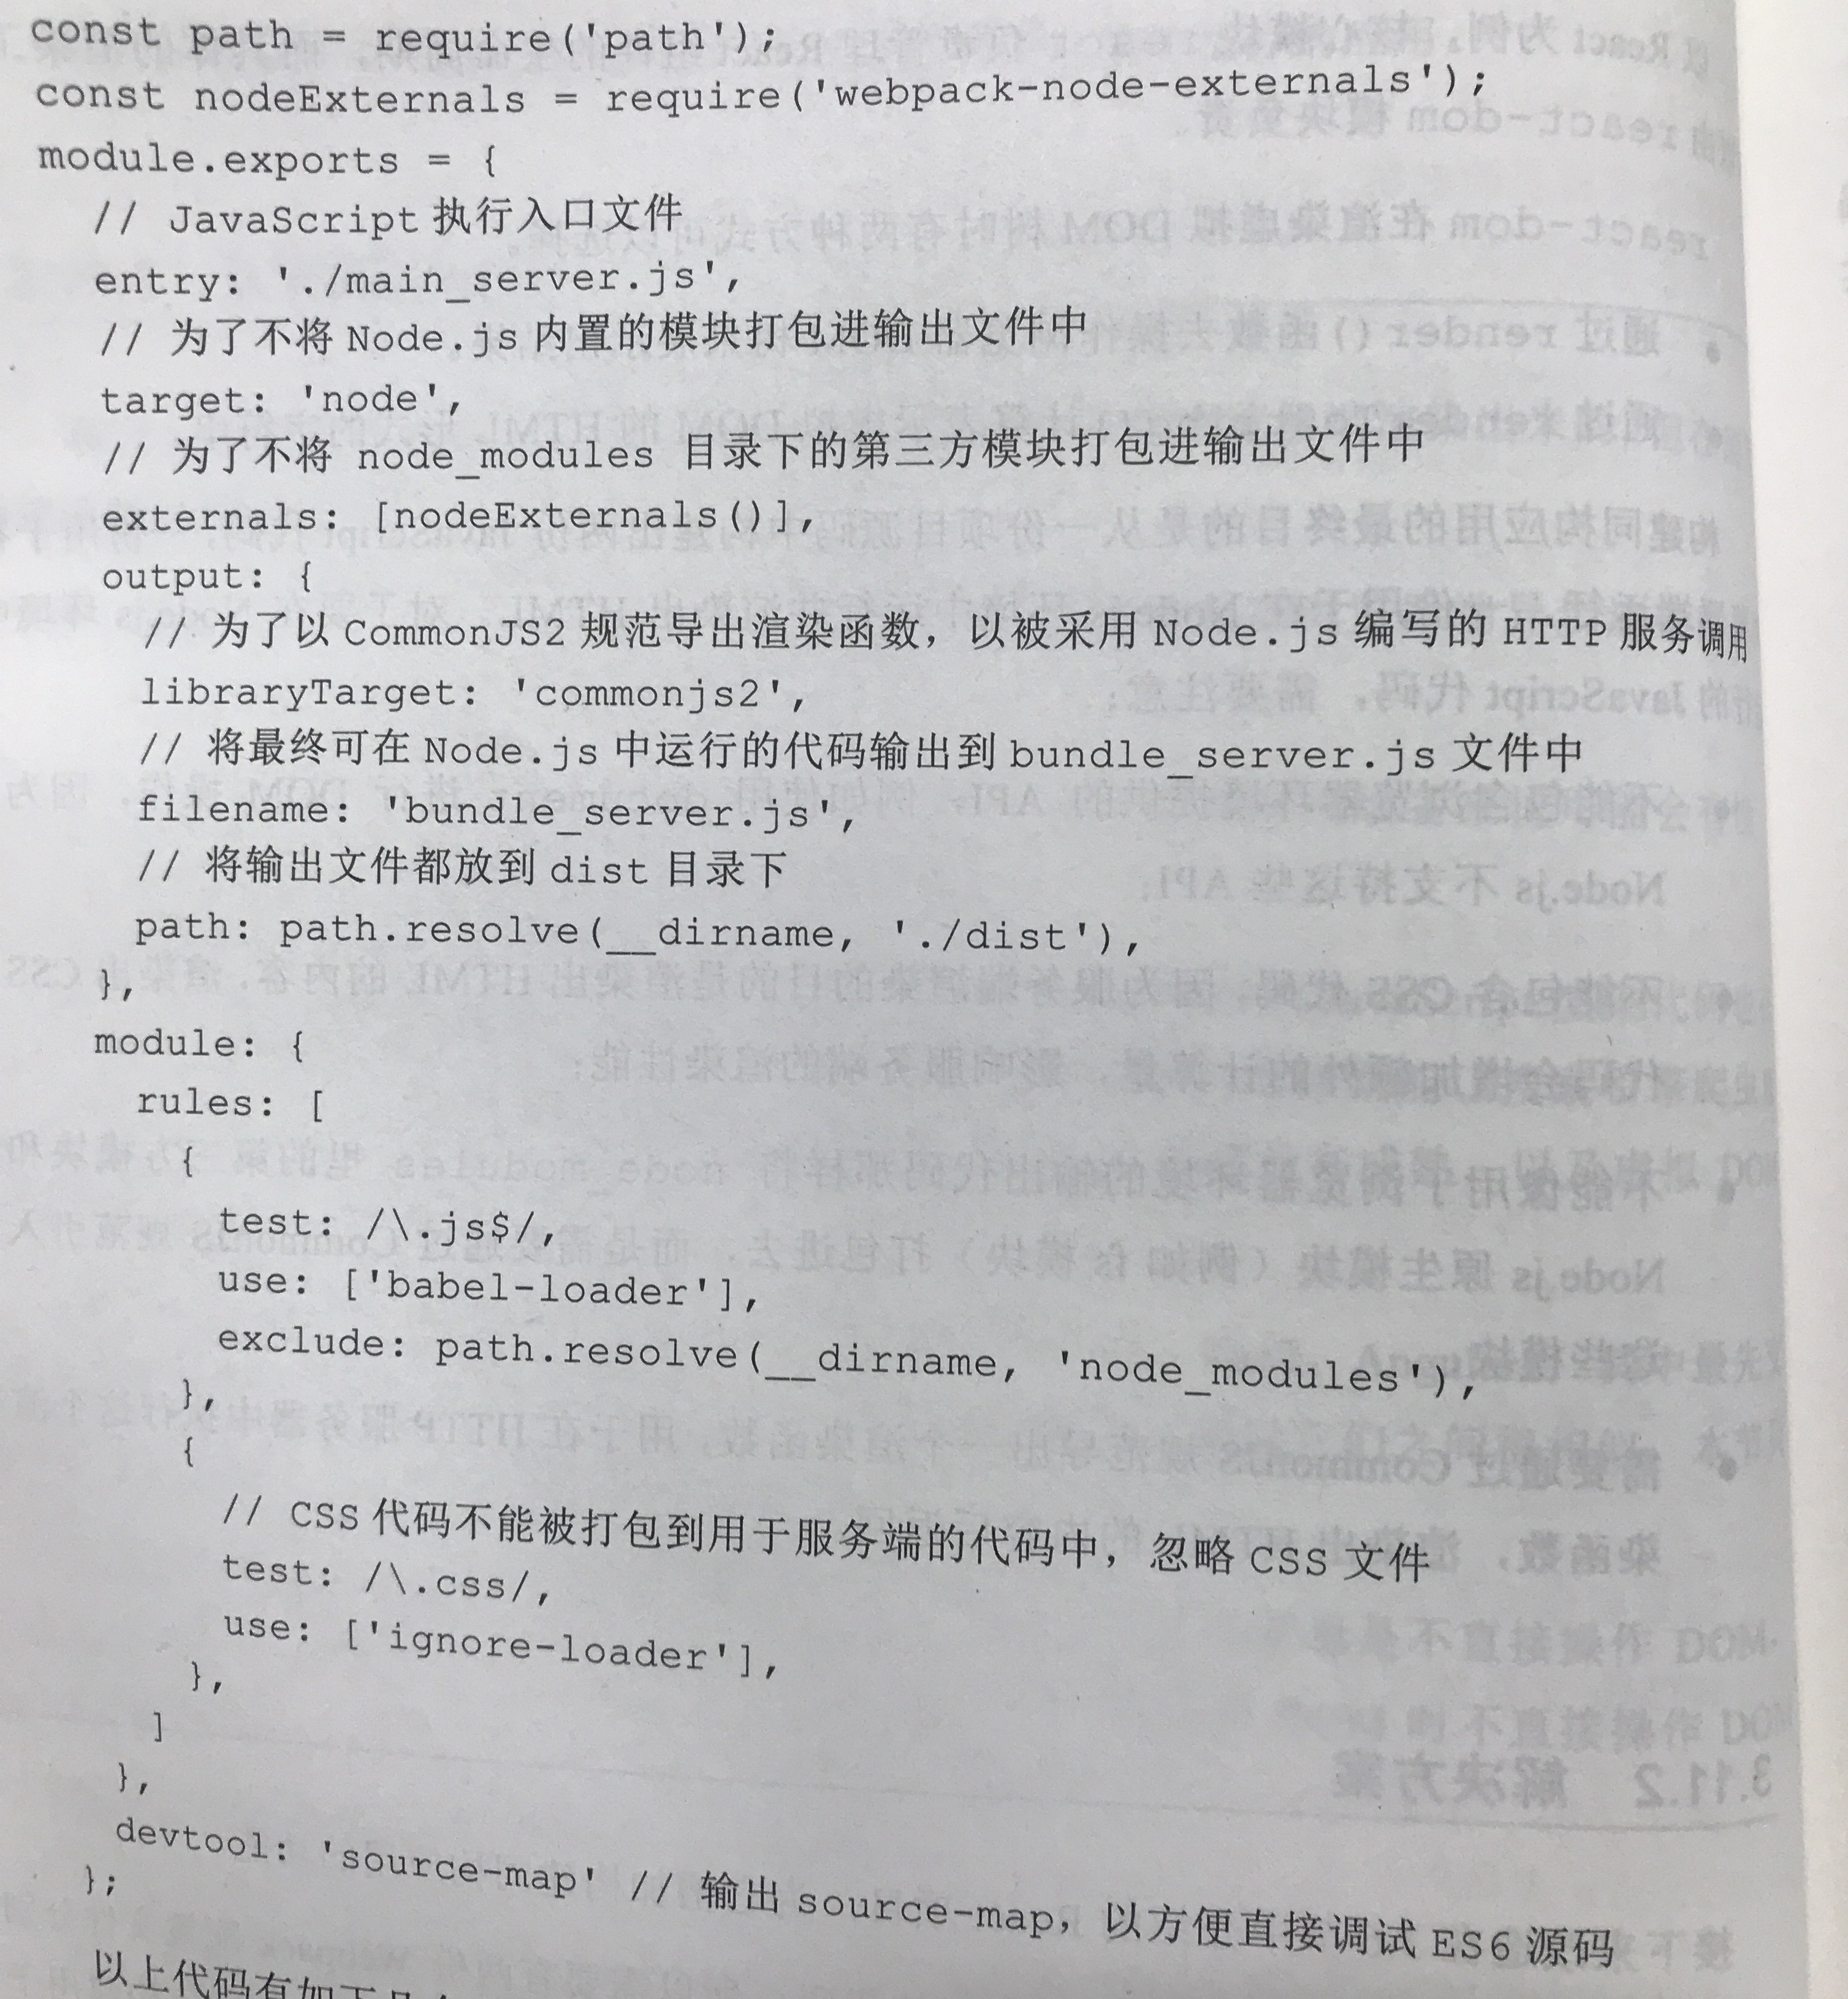 const path = require('path');
const nodeExternals = require('webpack-node-externals');
module.exports = {
  // JavaScript 执行入口文件
  entry: './main_server.js',
  // 为了不将 Node.js 内置的模块打包进输出文件中
  target: 'node',
  // 为了不将 node_modules 目录下的第三方模块打包进输出文件中
  externals: [nodeExternals()],
  output: {
    // 为了以 CommonJS2 规范导出渲染函数，以被采用 Node.js 编写的 HTTP 服务调用
    libraryTarget: 'commonjs2',
    // 将最终可在 Node.js 中运行的代码输出到 bundle_server.js 文件中
    filename: 'bundle_server.js',
    // 将输出文件都放到 dist 目录下
    path: path.resolve(__dirname, './dist'),
  },
  module: {
    rules: [
      {
        test: /\.js$/,
        use: ['babel-loader'],
        exclude: path.resolve(__dirname, 'node_modules'),
      },
      {
        // CSS 代码不能被打包到用于服务端的代码中，忽略 CSS 文件
        test: /\.css/,
        use: ['ignore-loader'],
      },
    ]
  },
  devtool: 'source-map' // 输出 source-map，以方便直接调试 ES6 源码
};
以上代码有如下几